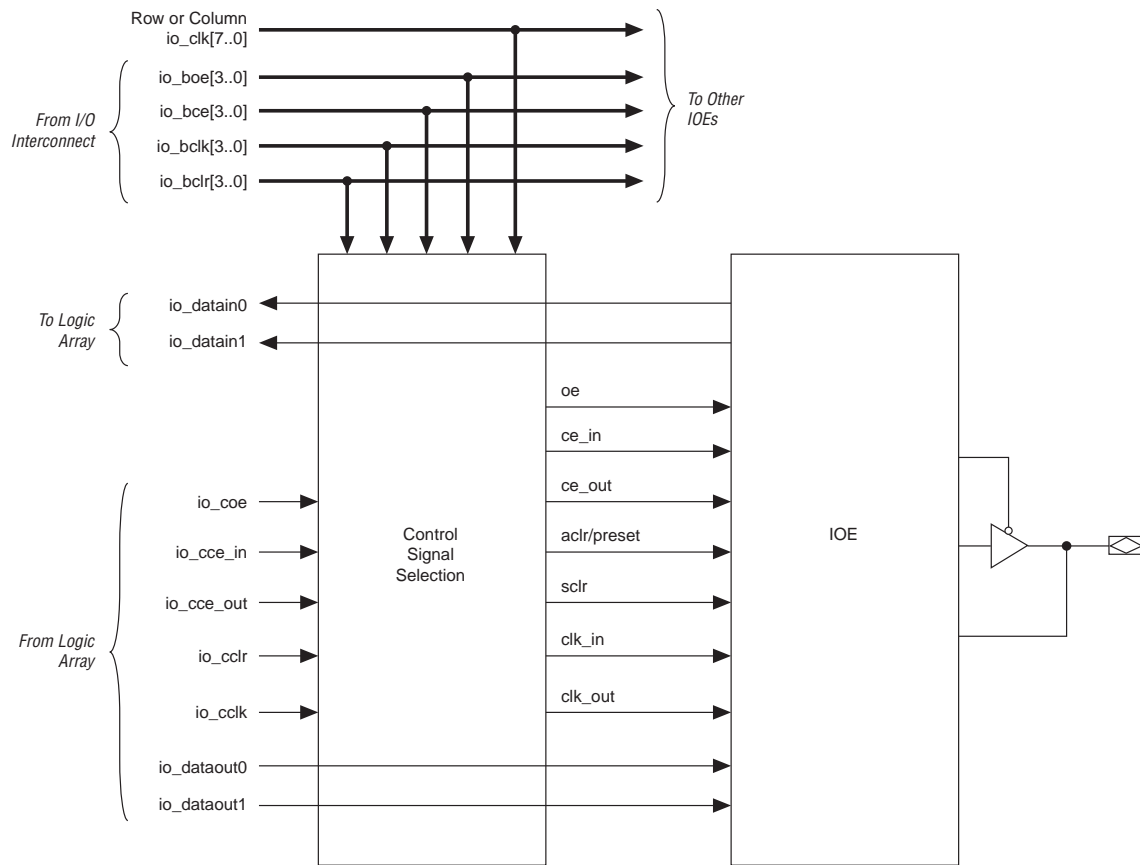 Row or Column
io_clk[7..0]
io_boe[3..0]
From I/O
Interconnect
io_bce[3..0]
io_bclk[3..0]
io_bclr[3..0]
To Other
IOEs
To Logic
Array
io_datain0
io_datain1
oe
ce_in
ce_out
aclr/preset
sclr
clk_in
clk_out
Control
Signal
Selection
IOE
From Logic
Array
io_coe
io_cce_in
io_cce_out
io_cclr
io_cclk
io_dataout0
io_dataout1